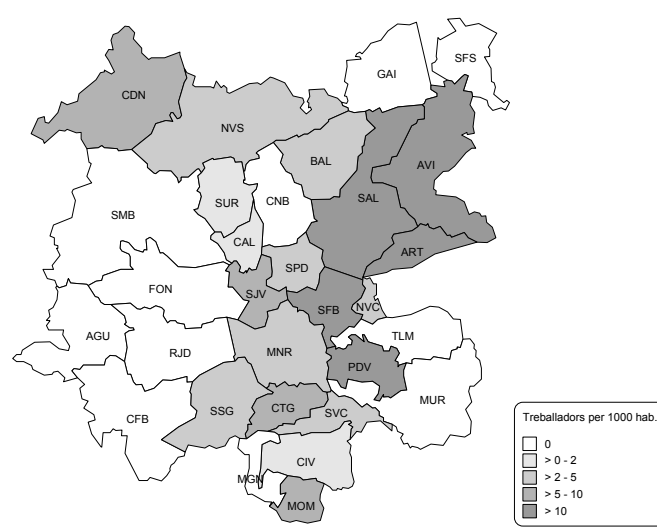 SFS
GAI
CDN
NVS
BAL
AVI
SAL
SUR
CNB
SMB
CAL
ART
SPD
FON
SJV
NVC
SFB
AGU
TLM
RJD
MNR
PDV
MUR
SSG
CTG
SVC
CFB
CIV
MGN
MOM
Treballadors per 1000 hab.
0
> 0 - 2
> 2 - 5
> 5 - 10
> 10